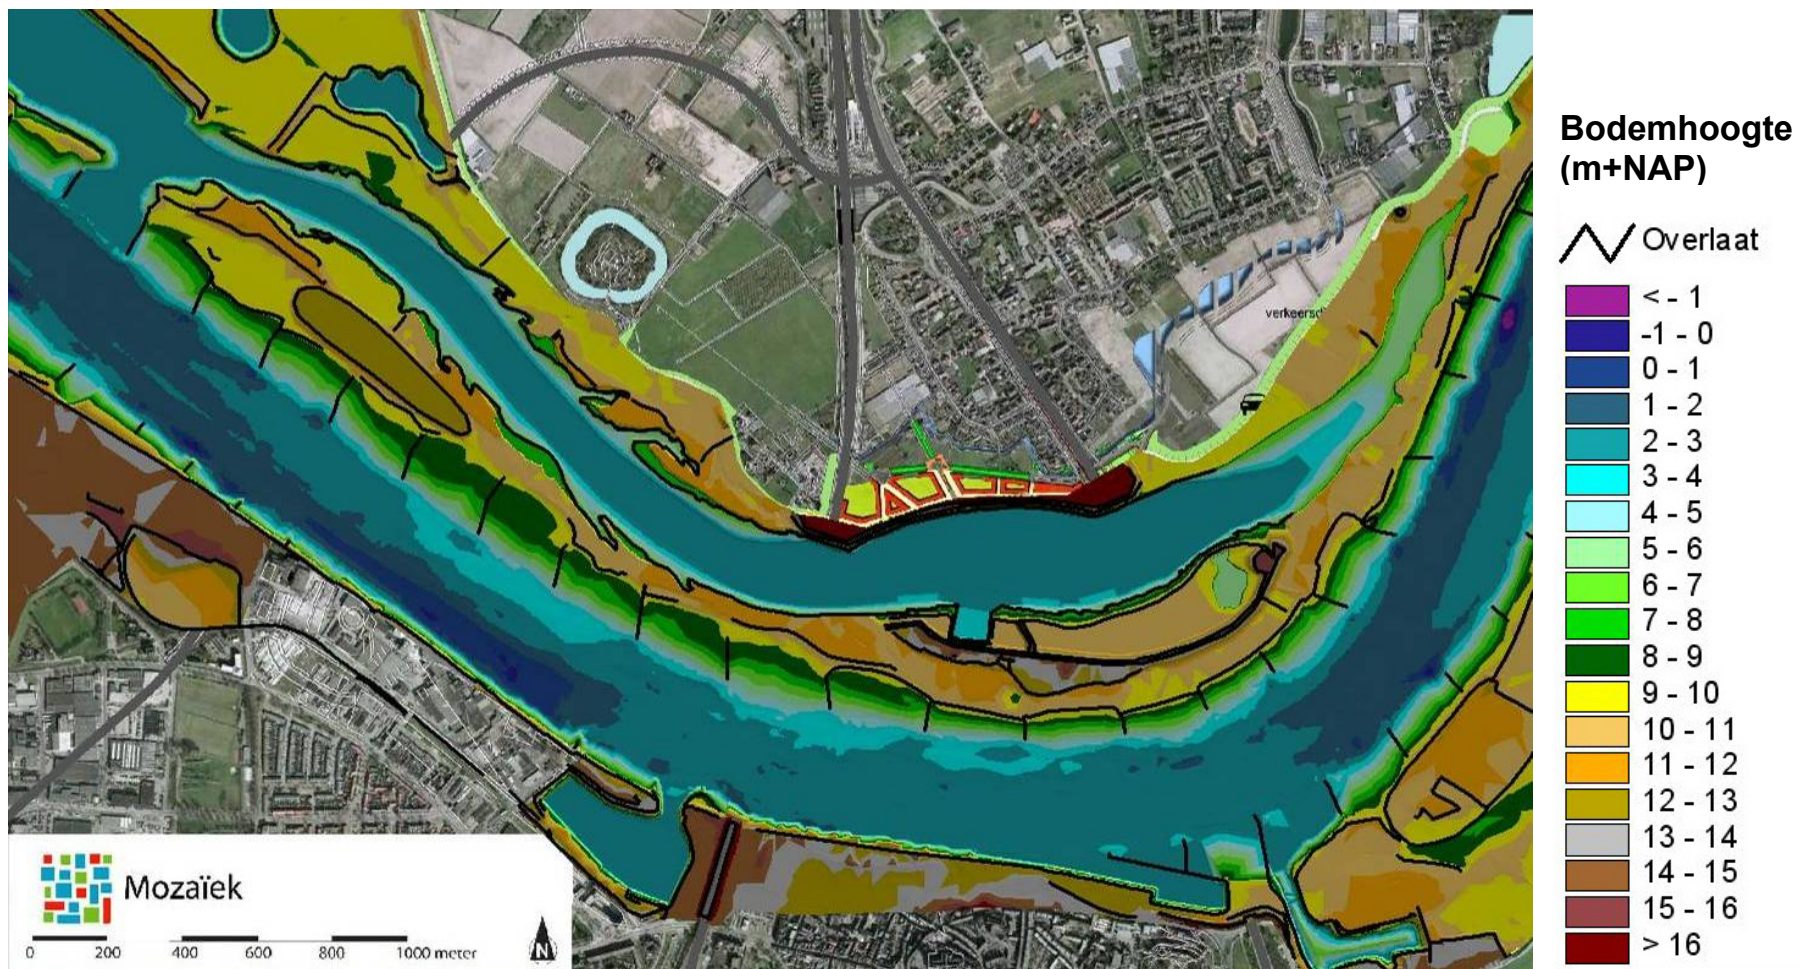 verkeersd
Mozaïek
0 200 400 600 800 1000 meter
N
Bodemhoogte
(m+NAP)
Overlaat
< - 1
-1 - 0
0 - 1
1 - 2
2 - 3
3 - 4
4 - 5
5 - 6
6 - 7
7 - 8
8 - 9
9 - 10
10 - 11
11 - 12
12 - 13
13 - 14
14 - 15
15 - 16
> 16